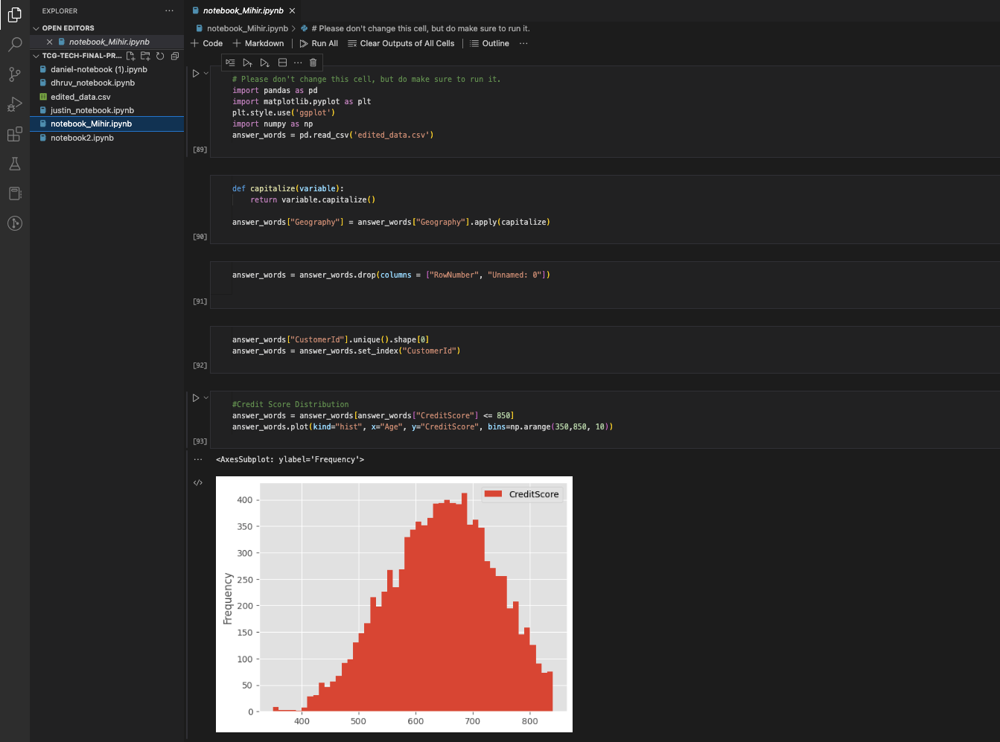 EXPLORER
OPEN EDITORS
notebook_Mihir.ipynb
TCG-TECH-FINAL-PR...
daniel-notebook (1).ipynb
dhruv_notebook.ipynb
edited_data.csv
justin_notebook.ipynb
notebook_Mihir.ipynb
notebook2.ipynb
notebook_Mihir.ipynb
notebook_Mihir.ipynb > # Please don't change this cell, but do make sure to run it.
+ Code + Markdown Run All Clear Outputs of All Cells Outline ...
# Please don't change this cell, but do make sure to run it.
import pandas as pd
import matplotlib.pyplot as plt
plt.style.use('ggplot')
import numpy as np
answer_words = pd.read_csv('edited_data.csv')
[89]
def capitalize(variable):
    return variable.capitalize()
answer_words["Geography"] = answer_words["Geography"].apply(capitalize)
[90]
answer_words = answer_words.drop(columns = ["RowNumber", "Unnamed: 0"])
[91]
answer_words["CustomerId"].unique().shape[0]
answer_words = answer_words.set_index("CustomerId")
[92]
#Credit Score Distribution
answer_words = answer_words[answer_words["CreditScore"] <= 850]
answer_words.plot(kind="hist", x="Age", y="CreditScore", bins=np.arange(350,850, 10))
[93]
<AxesSubplot: ylabel='Frequency'>
CreditScore
400
350
300
250
200
150
100
50
0
Frequency
400 500 600 700 800